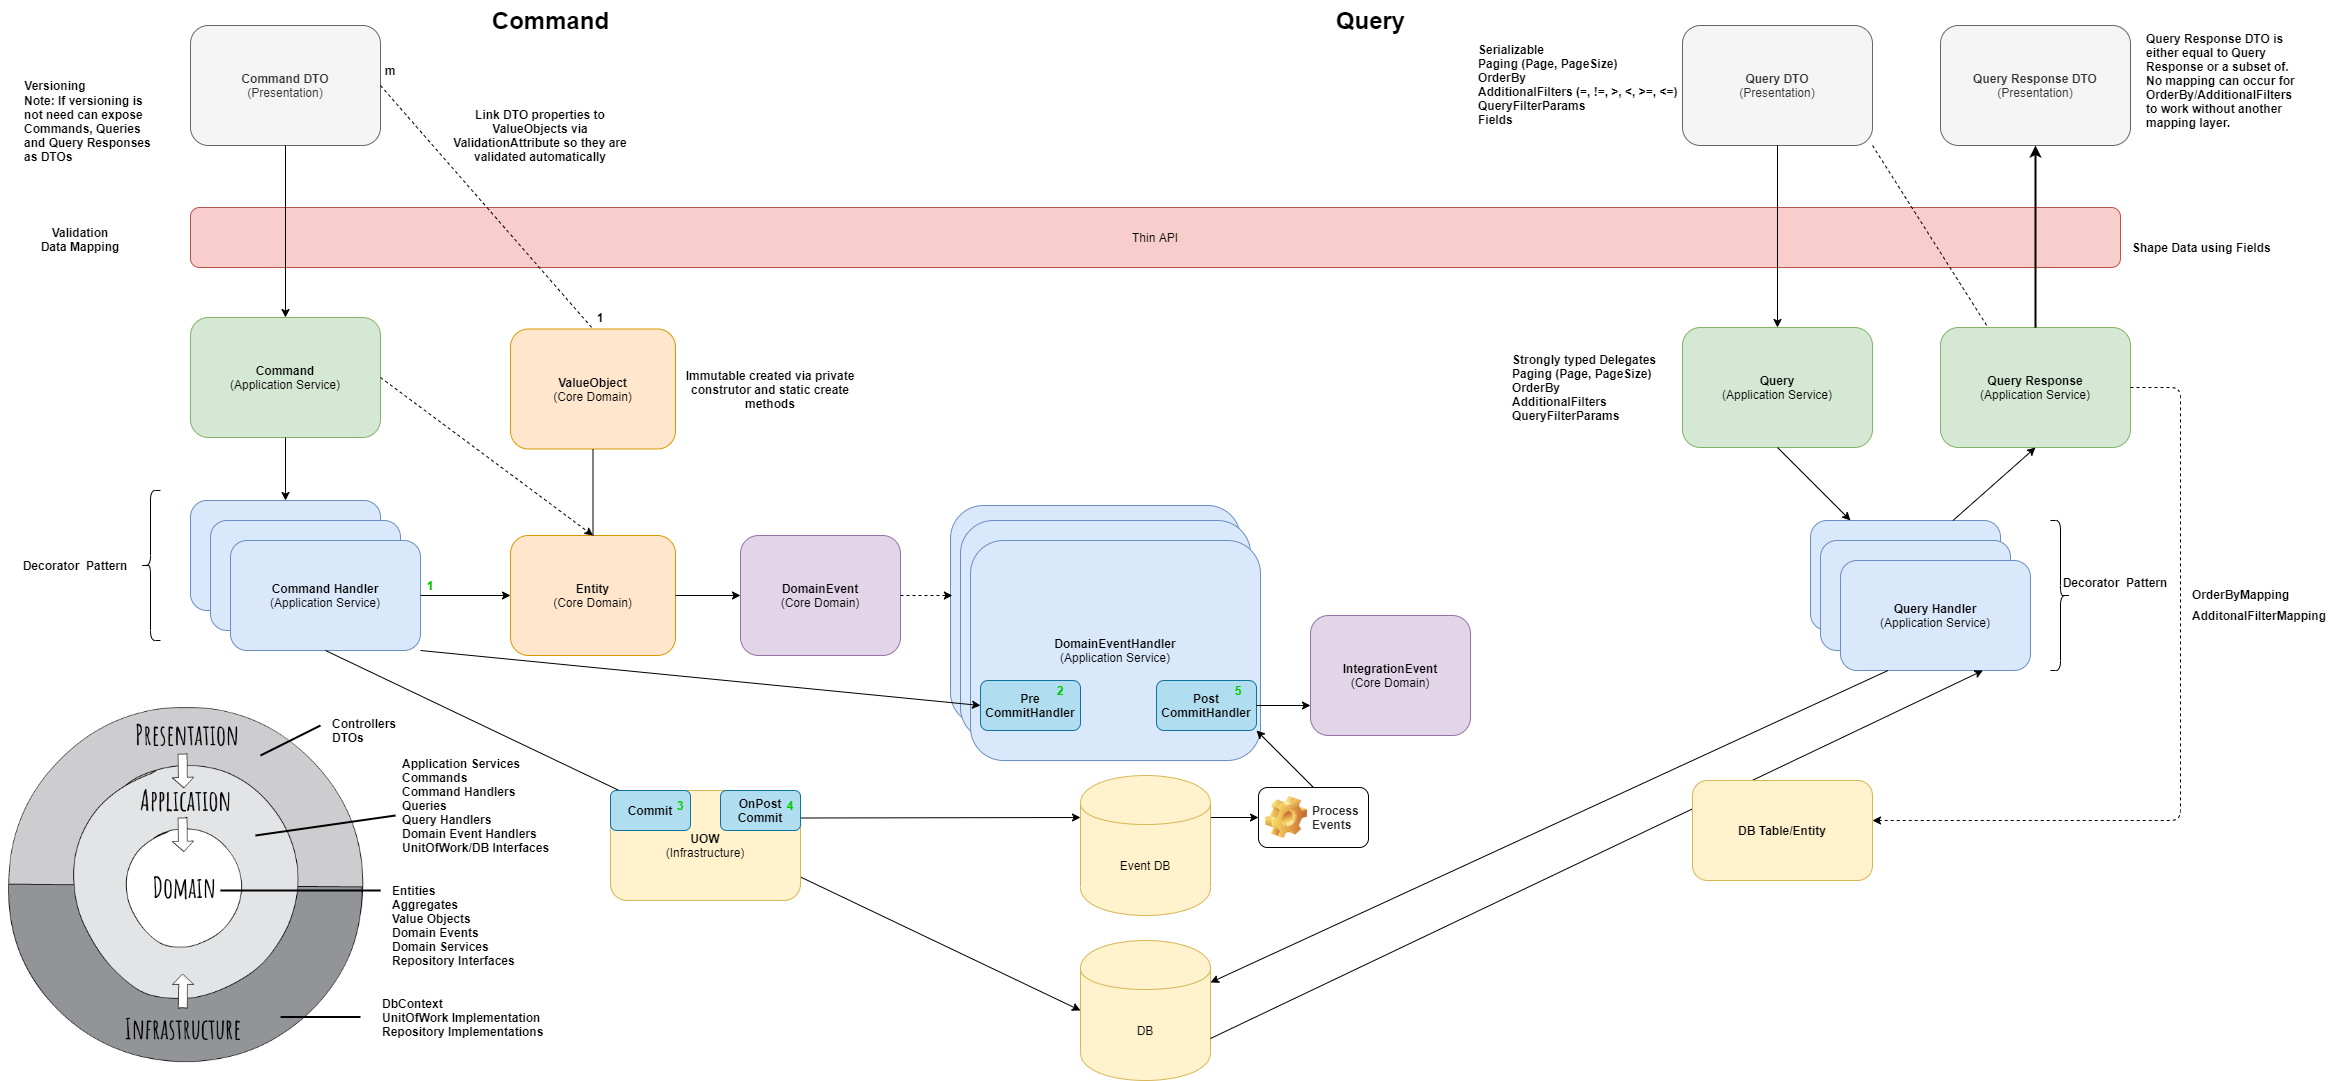 Command
Query
Command DTO
(Presentation)
m
Versioning
Note: If versioning is
not need can expose
Commands, Queries
and Query Responses
as DTOs
Link DTO properties to
ValueObjects via
ValidationAttribute so they are
validated automatically
Serializable
Paging (Page, PageSize)
OrderBy
AdditionalFilters (=, !=, >, <, >=, <=)
QueryFilterParams
Fields
Query DTO
(Presentation)
Query Response DTO
(Presentation)
Query Response DTO is
either equal to Query
Response or a subset of.
No mapping can occur for
OrderBy/AdditionalFilters
to work without another
mapping layer.
Validation
Data Mapping
Thin API
Shape Data using Fields
1
Command
(Application Service)
ValueObject
(Core Domain)
Immutable created via private
construtor and static create
methods
Strongly typed Delegates
Paging (Page, PageSize)
OrderBy
AdditionalFilters
QueryFilterParams
Query
(Application Service)
Query Response
(Application Service)
Decorator Pattern
Command Handler
(Application Service)
1
Entity
(Core Domain)
DomainEvent
(Core Domain)
DomainEventHandler
(Application Service)
Pre
CommitHandler
2
Post
CommitHandler
5
IntegrationEvent
(Core Domain)
Query Handler
(Application Service)
Decorator Pattern
OrderByMapping
AdditonalFilterMapping
Commit
3
OnPost
Commit
4
UOW
(Infrastructure)
Event DB
Process
Events
DB Table/Entity
DB
PRESENTATION
APPLICATION
DOMAIN
INFRASTRUCTURE
Controllers
DTOs
Application Services
Commands
Command Handlers
Queries
Query Handlers
Domain Event Handlers
UnitOfWork/DB Interfaces
Entities
Aggregates
Value Objects
Domain Events
Domain Services
Repository Interfaces
DbContext
UnitOfWork Implementation
Repository Implementations